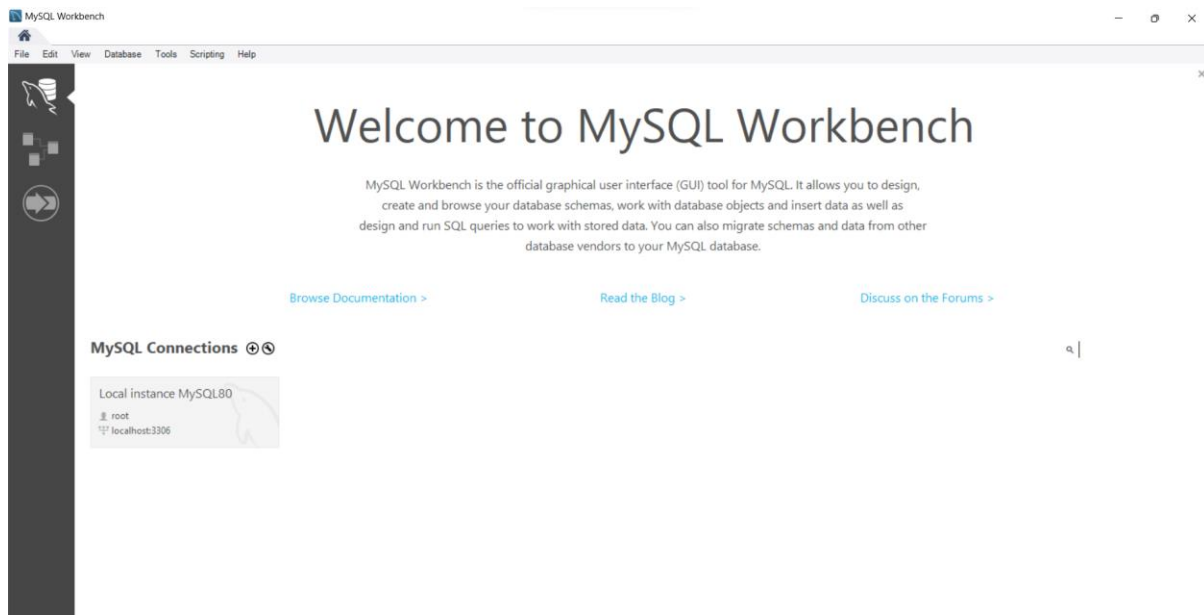 MySQL Workbench
File Edit View Database Tools Scripting Help
Welcome to MySQL Workbench
MySQL Workbench is the official graphical user interface (GUI) tool for MySQL. It allows you to design,
create and browse your database schemas, work with database objects and insert data as well as
design and run SQL queries to work with stored data. You can also migrate schemas and data from other
database vendors to your MySQL database.
Browse Documentation > Read the Blog > Discuss on the Forums >
MySQL Connections
Local instance MySQL80
root
localhost:3306